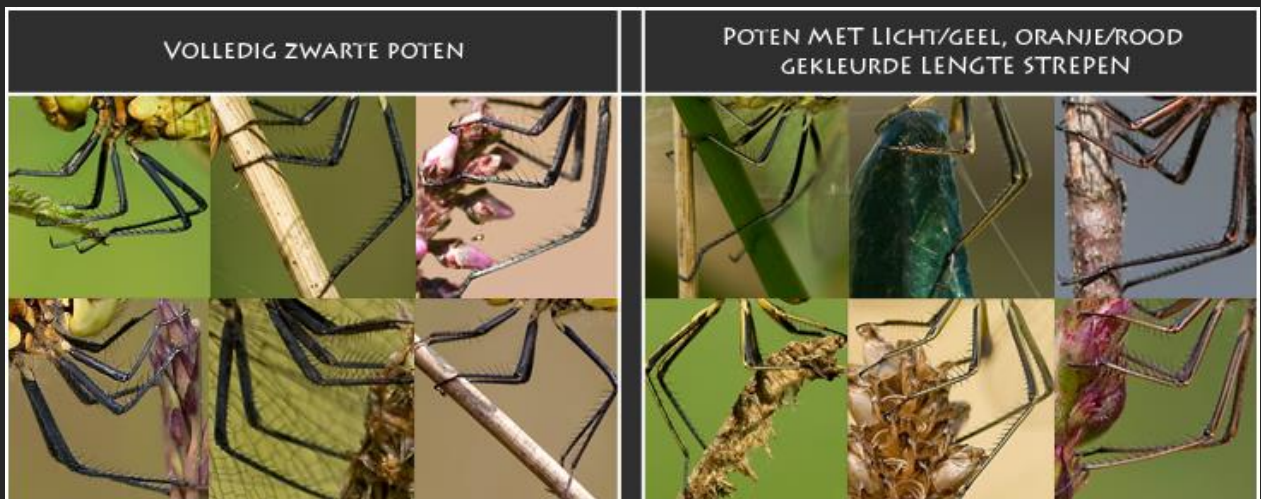 Volledig zwarte poten
Poten met licht/geel, oranje/rood
gekleurde lengte strepen